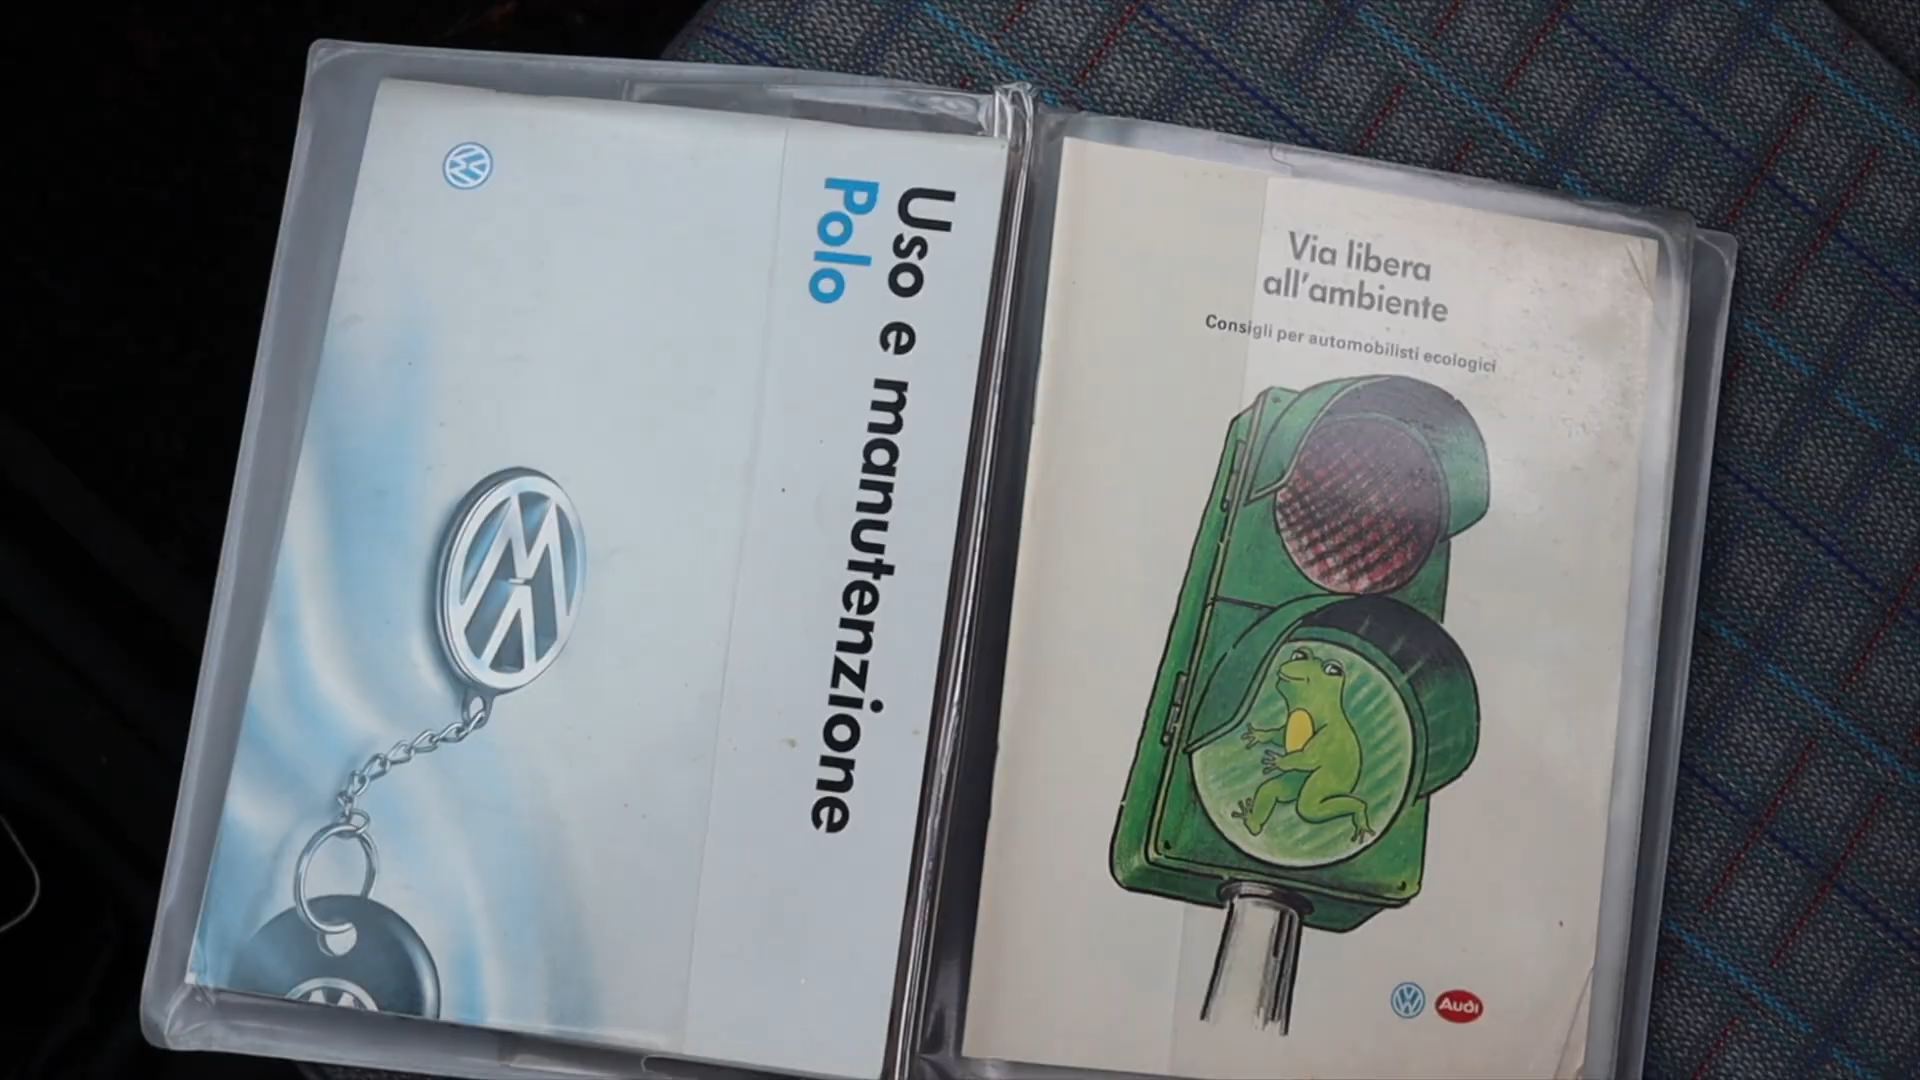 Uso e manutenzione
Polo
Via libera
all'ambiente
Consigli per automobilisti ecologici
Audi